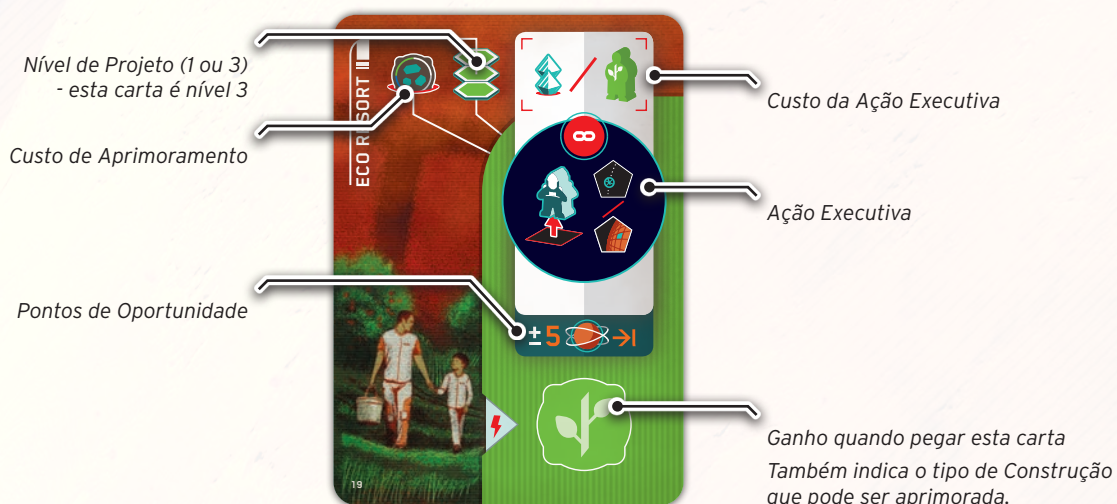 Nível de Projeto (1 ou 3)
- esta carta é nível 3
Custo de Aprimoramento
Pontos de Oportunidade
ECO RESORT
8
±5
19
Custo da Ação Executiva
Ação Executiva
Ganho quando pegar esta carta
Também indica o tipo de Construção
que pode ser aprimorada.